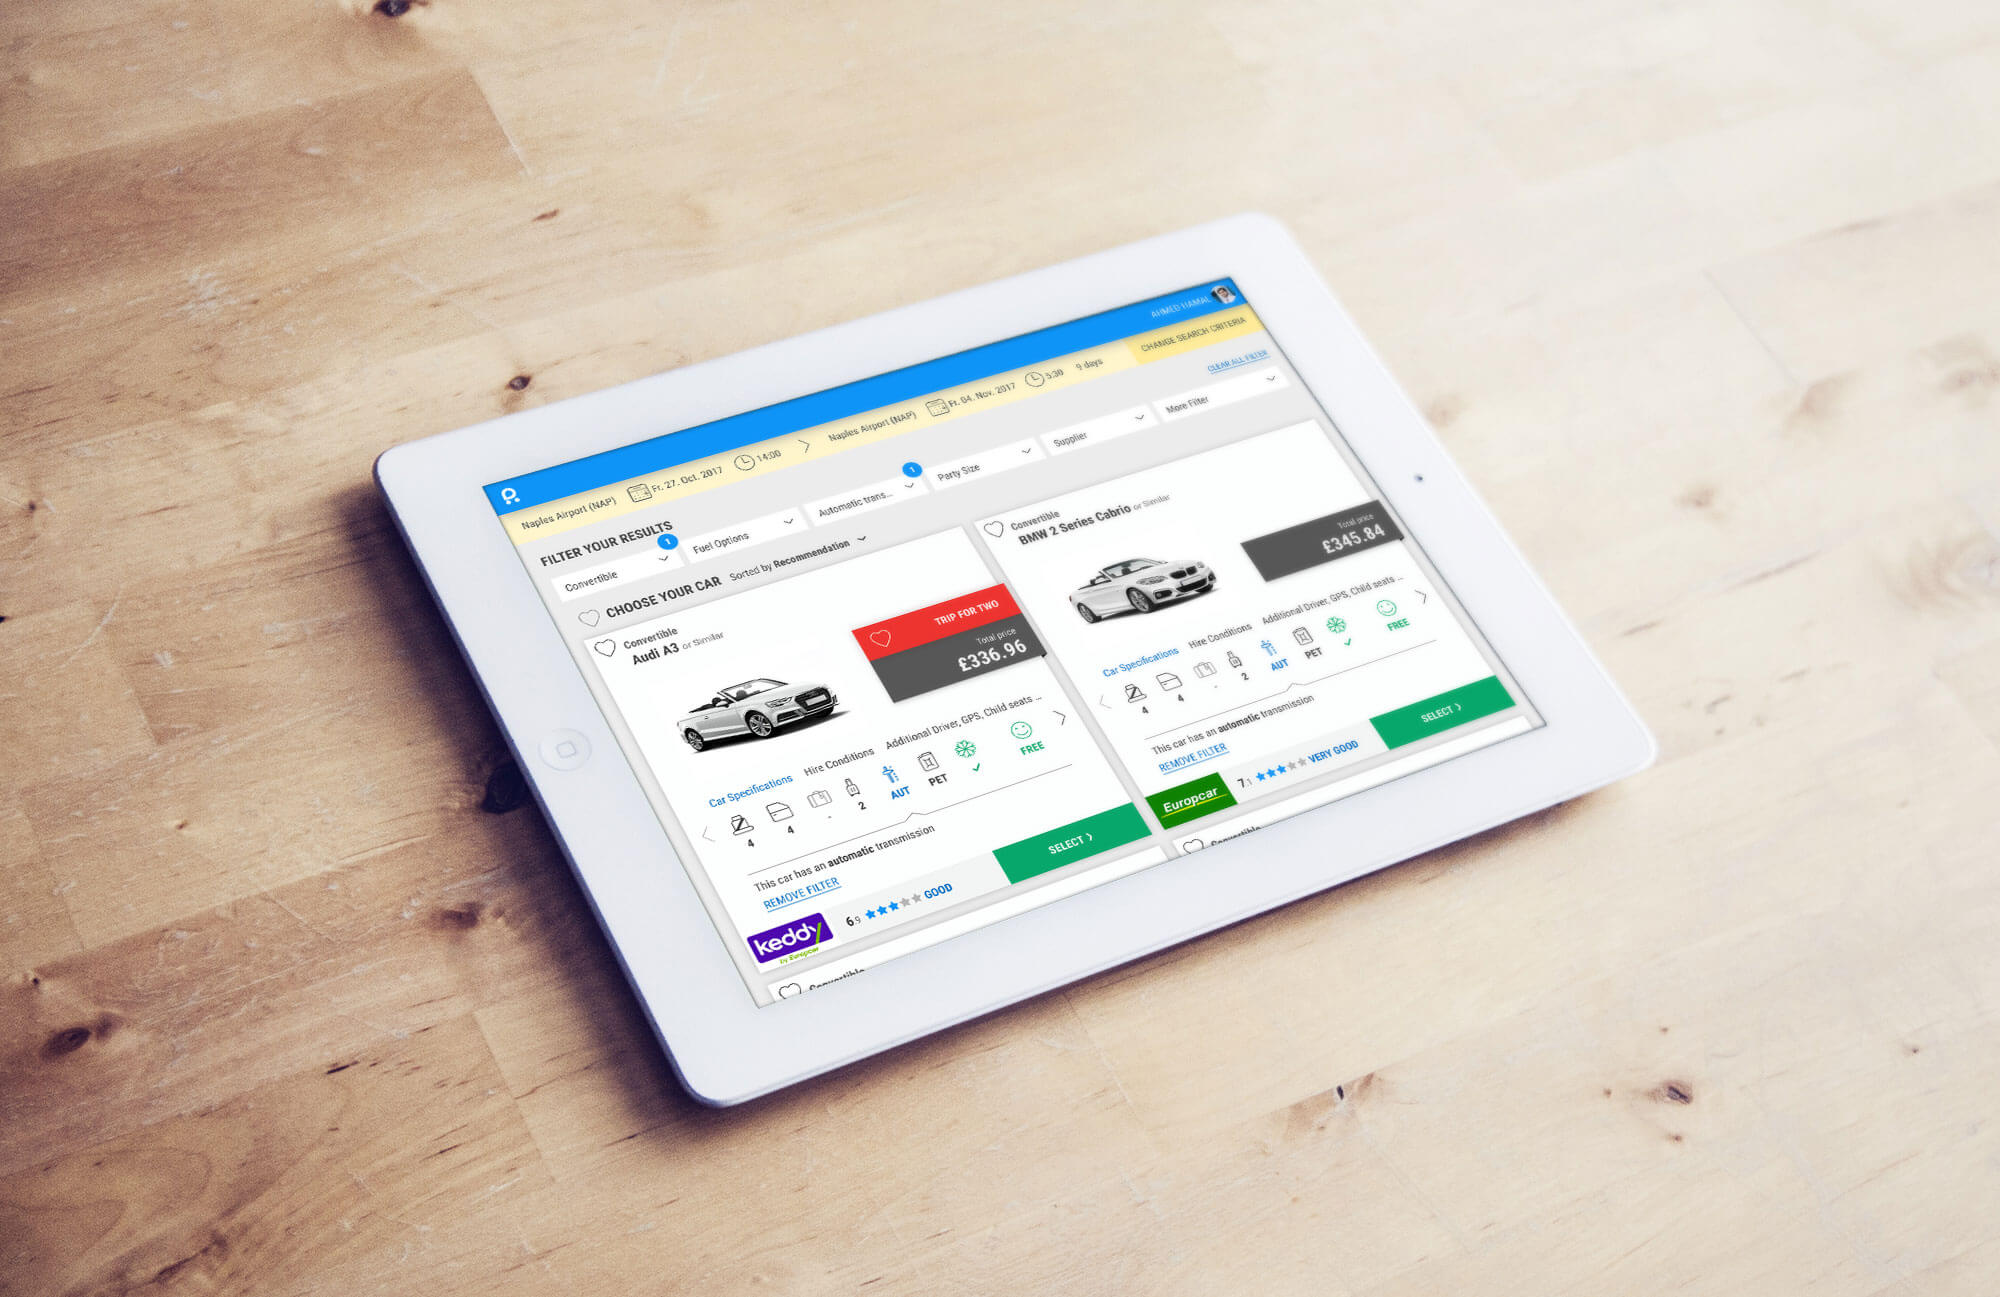 AHMED HAMAL
Naples Airport (NAP) Fr. 27. Oct. 2017 14:00 Naples Airport (NAP) Fr. 04. Nov. 2017 5:30 9 days CHANGE SEARCH CRITERIA
FILTER YOUR RESULTS CLEAR ALL FILTER
Convertible 1 Fuel Options Automatic trans... 1 Party Size Supplier More Filter
CHOOSE YOUR CAR Sorted by Recommendation
Convertible
Audi A3 or Similar
TRIP FOR TWO
Total price
£336.96
Car Specifications Hire Conditions Additional Driver, GPS, Child seats ...
4 4 - 2 AUT PET FREE
This car has an automatic transmission
REMOVE FILTER
keddy
by Europcar
6.9 GOOD
SELECT
Convertible
BMW 2 Series Cabrio or Similar
Total price
£345.84
Car Specifications Hire Conditions Additional Driver, GPS, Child seats ...
4 4 - 2 AUT PET FREE
This car has an automatic transmission
REMOVE FILTER
Europcar
7.1 VERY GOOD
SELECT
Convertible
Convertible